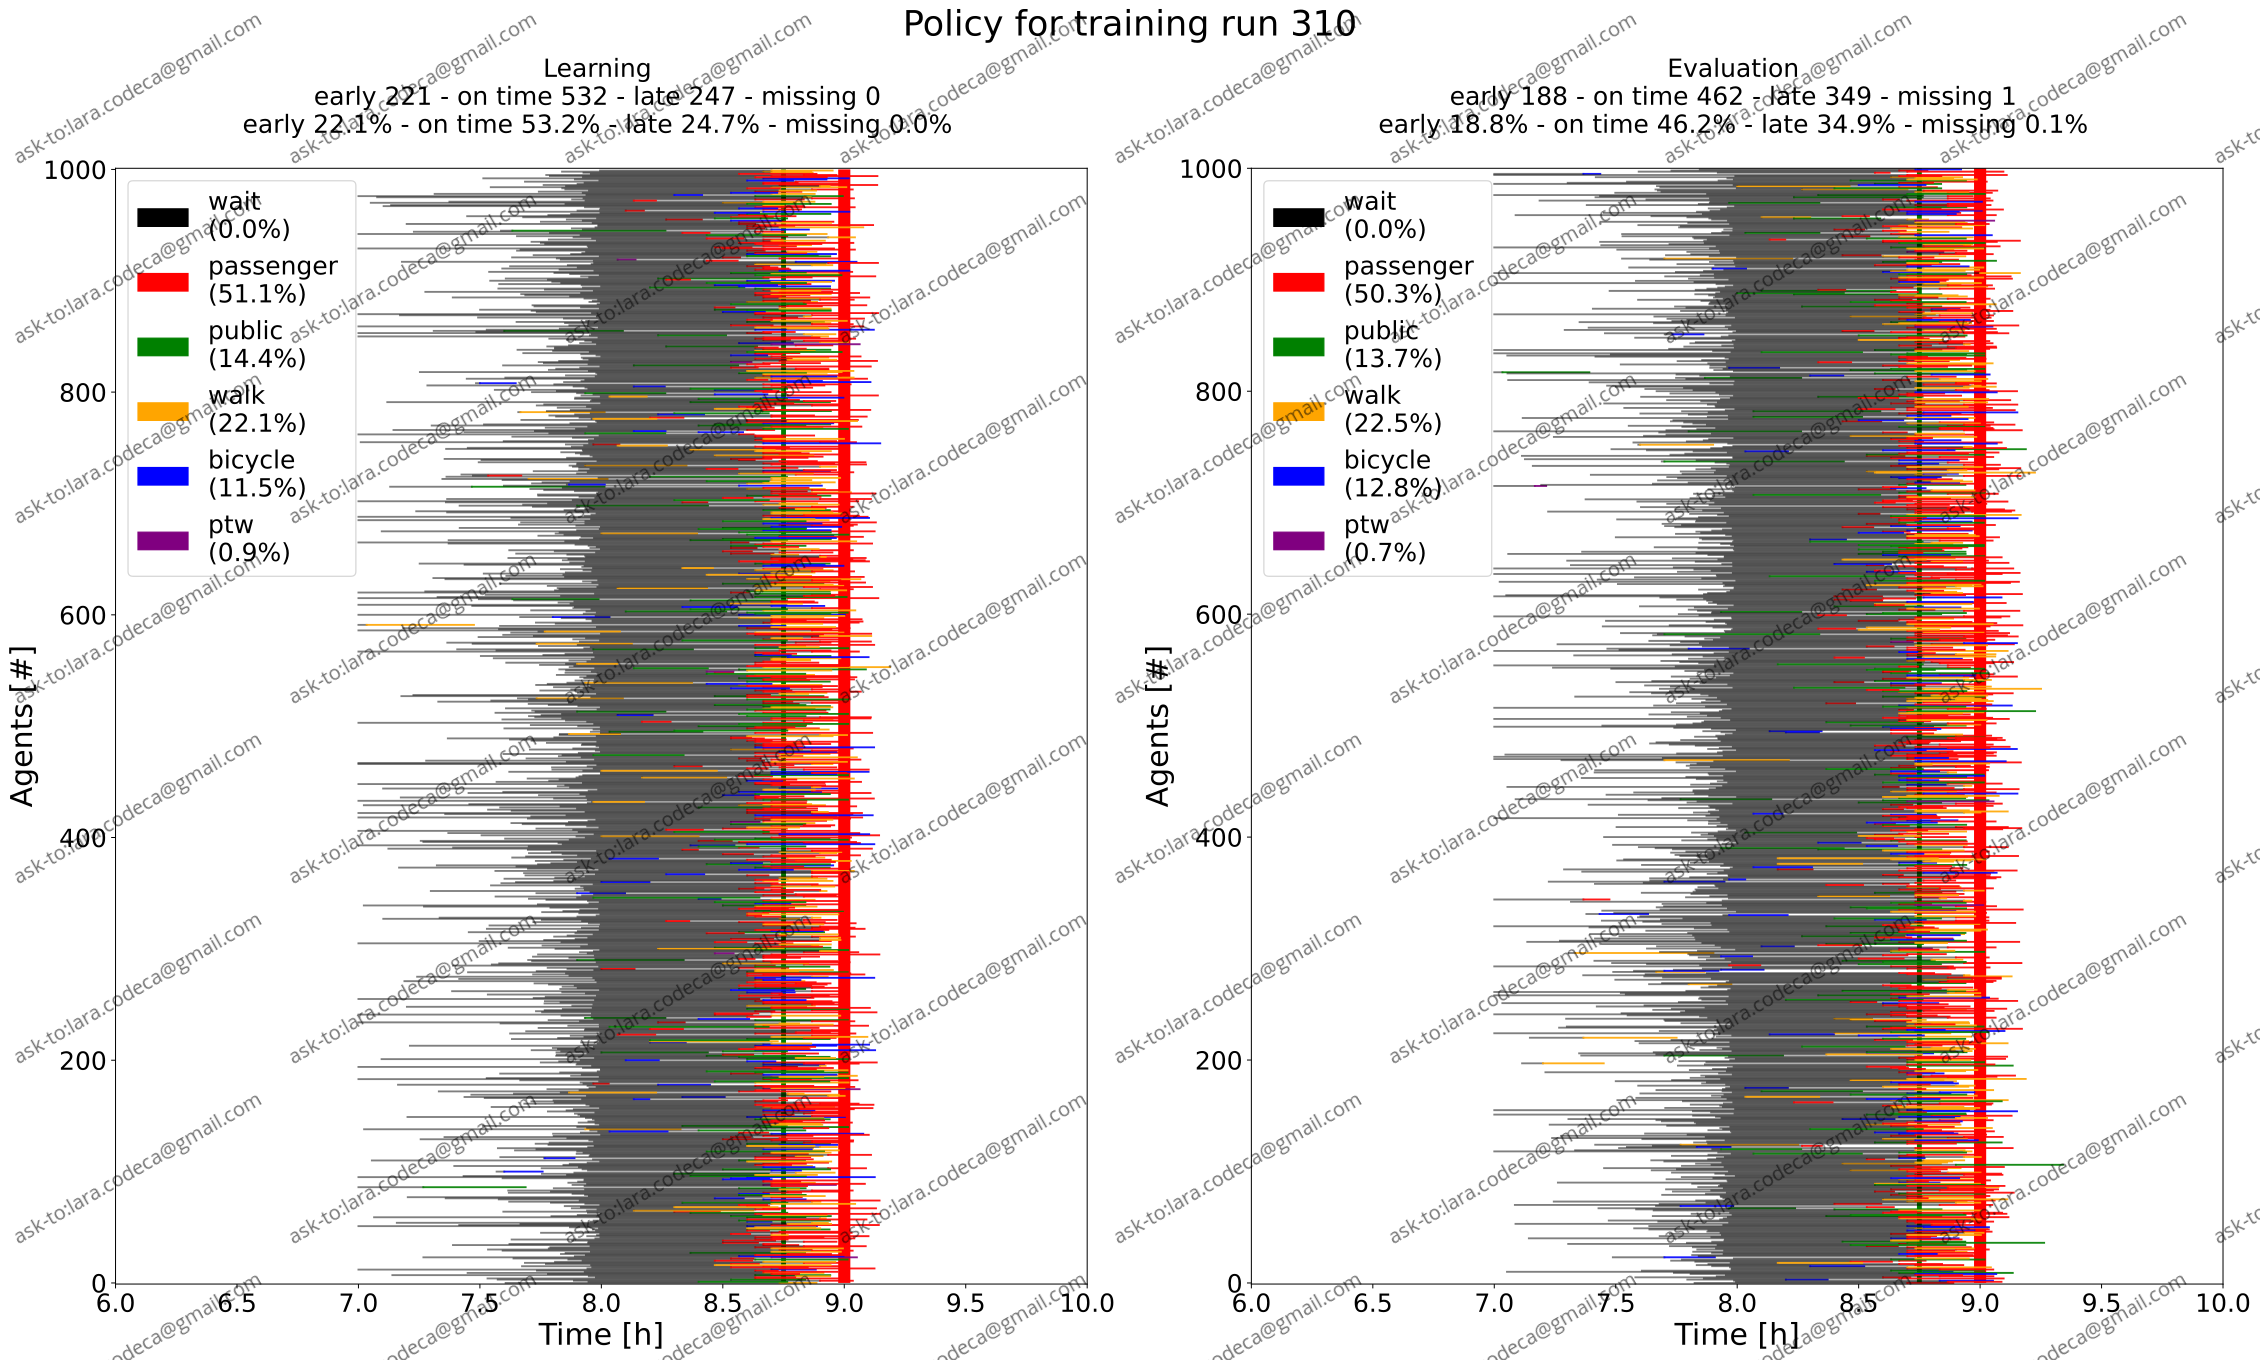 Policy for training run 310
Learning
early 221 - on time 532 - late 247 - missing 0
early 22.1% - on time 53.2% - late 24.7% - missing 0.0%
1000
800
600
400
200
0
Agents [#]
wait
(0.0%)
passenger
(51.1%)
public
(14.4%)
walk
(22.1%)
bicycle
(11.5%)
ptw
(0.9%)
6.0 6.5 7.0 7.5 8.0 8.5 9.0 9.5 10.0
Time [h]
Evaluation
early 188 - on time 462 - late 349 - missing 1
early 18.8% - on time 46.2% - late 34.9% - missing 0.1%
1000
800
600
400
200
0
Agents [#]
wait
(0.0%)
passenger
(50.3%)
public
(13.7%)
walk
(22.5%)
bicycle
(12.8%)
ptw
(0.7%)
6.0 6.5 7.0 7.5 8.0 8.5 9.0 9.5 10.0
Time [h]
ask-to:lara.codeca@gmail.com